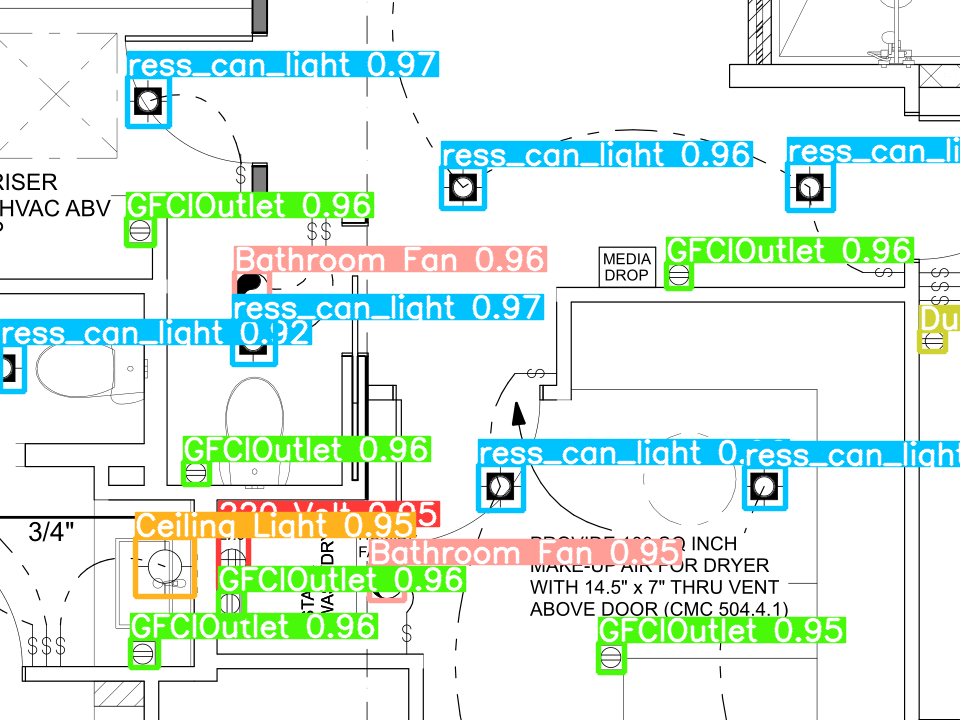 ress_can_light 0.97
ress_can_light 0.96
ress_can_li
RISER
HVAC ABV
GFCIOutlet 0.96
$
$$
Bathroom Fan 0.96
MEDIA
DROP
GFCIOutlet 0.96
ress_can_light 0.97
ress_can_light 0.92
Du
GFCIOutlet 0.96
ress_can_light 0.
ress_can_light
220 Volt 0.95
Ceiling Light 0.95
3/4"
Bathroom Fan 0.95
PROVIDE 100 SQ INCH
MAKE-UP AIR FOR DRYER
WITH 14.5" x 7" THRU VENT
ABOVE DOOR (CMC 504.4.1)
GFCIOutlet 0.96
GFCIOutlet 0.96
GFCIOutlet 0.95
$$$